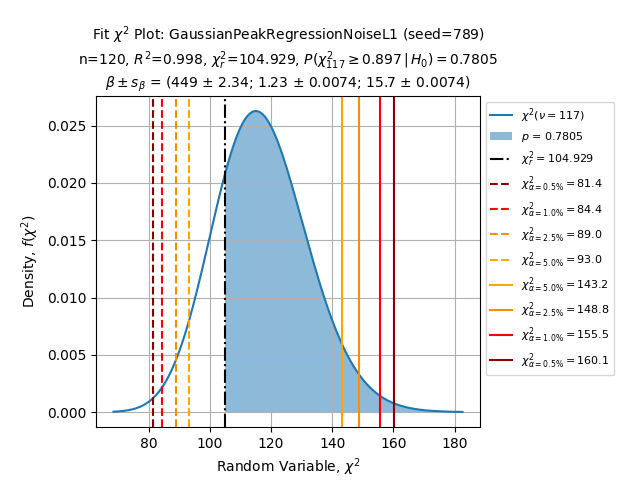 Fit χ² Plot: GaussianPeakRegressionNoiseL1 (seed=789)
n=120, R²=0.998, χ²ᵣ=104.929, P(χ²₁₁₇ ≥ 0.897 | H₀) = 0.7805
β ± s_β = (449 ± 2.34; 1.23 ± 0.0074; 15.7 ± 0.0074)
Density, f(χ²)
0.025
0.020
0.015
0.010
0.005
0.000
80 100 120 140 160 180
Random Variable, χ²
χ²(ν = 117)
p = 0.7805
χ²ᵣ = 104.929
χ²_α=0.5% = 81.4
χ²_α=1.0% = 84.4
χ²_α=2.5% = 89.0
χ²_α=5.0% = 93.0
χ²_α=5.0% = 143.2
χ²_α=2.5% = 148.8
χ²_α=1.0% = 155.5
χ²_α=0.5% = 160.1